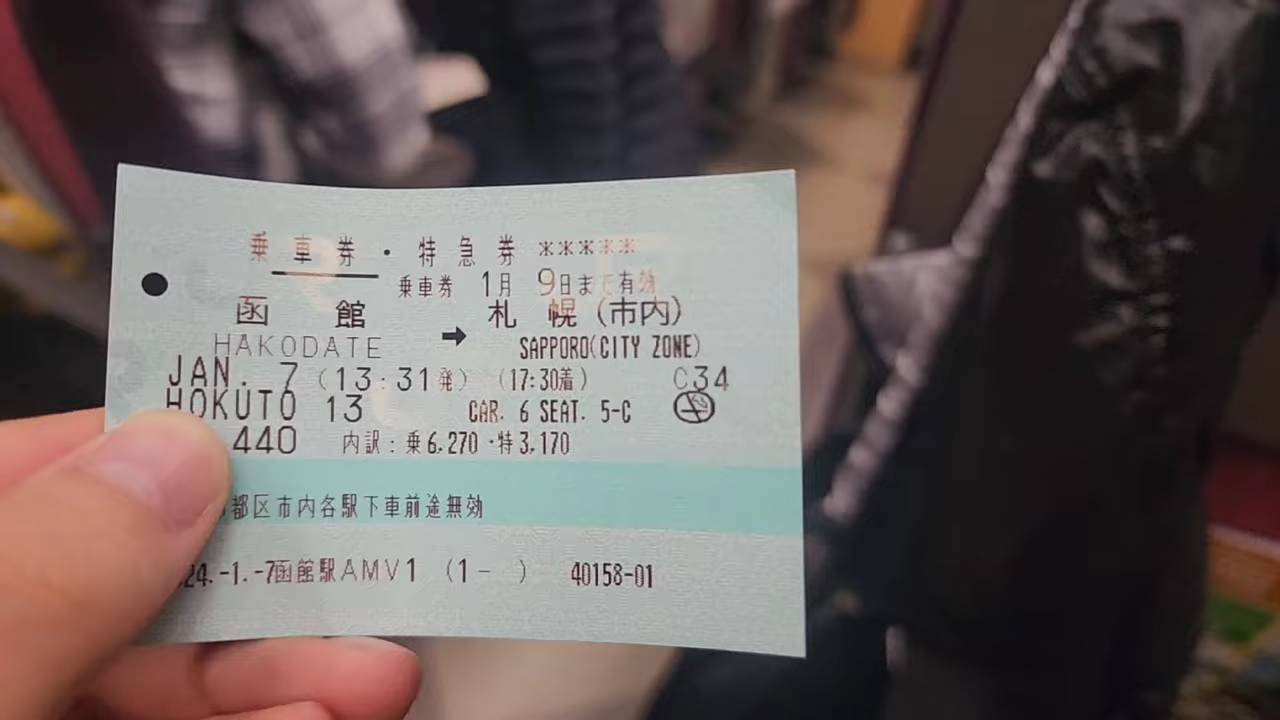 乗車券・特急券 *****
乗車券 1月 9日まで有効
函館 ➡ 札幌(市内)
HAKODATE SAPPORO(CITY ZONE)
JAN. 7 (13:31発) (17:30着) C34
HOKUTO 13 CAR. 6 SEAT. 5-C
440 内訳:乗6,270・特3,170
都区市内各駅下車前途無効
24.-1.-7函館駅AMV1 (1- ) 40158-01